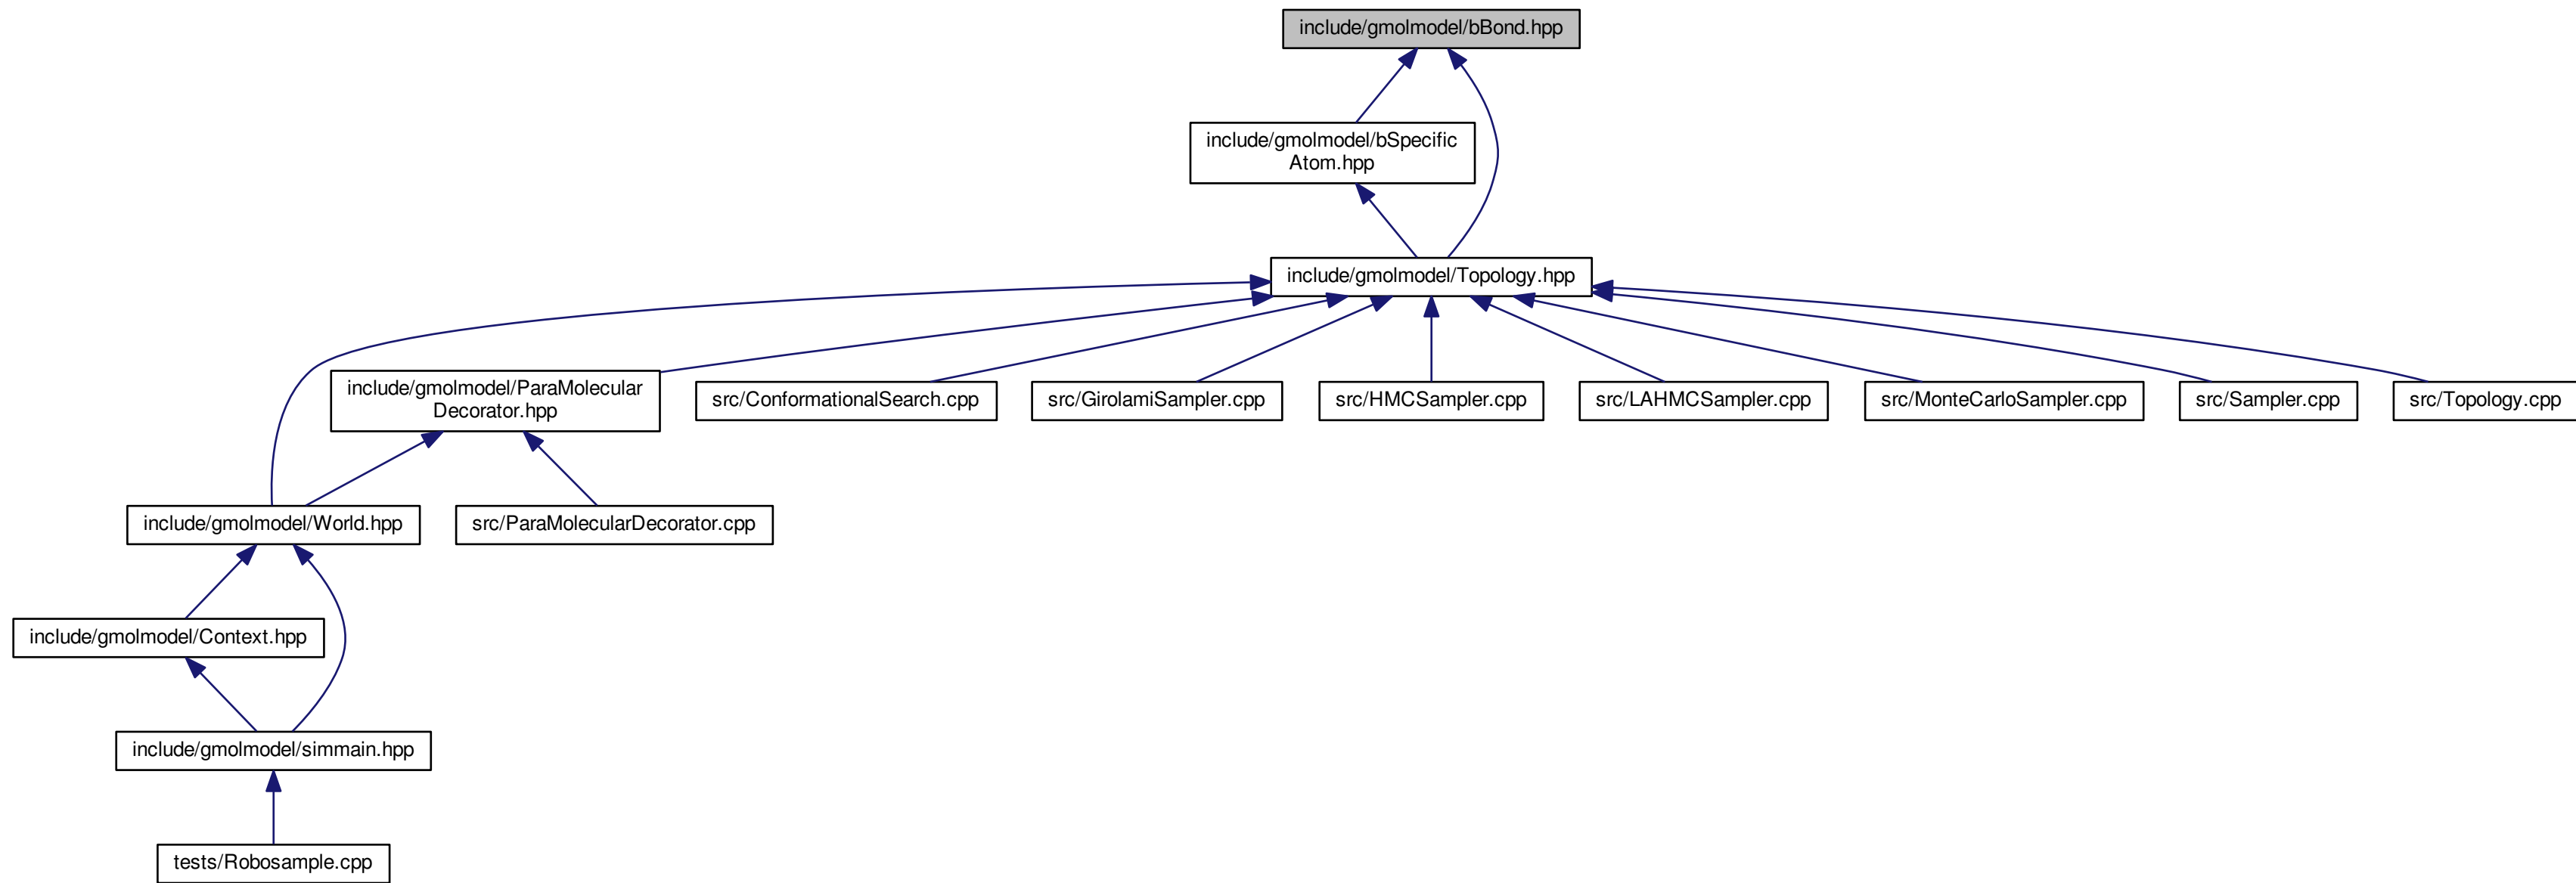 include/gmolmodel/bBond.hpp
include/gmolmodel/bSpecific
Atom.hpp
include/gmolmodel/Topology.hpp
include/gmolmodel/ParaMolecular
Decorator.hpp
src/ConformationalSearch.cpp
src/GirolamiSampler.cpp
src/HMCSampler.cpp
src/LAHMCSampler.cpp
src/MonteCarloSampler.cpp
src/Sampler.cpp
src/Topology.cpp
include/gmolmodel/World.hpp
src/ParaMolecularDecorator.cpp
include/gmolmodel/Context.hpp
include/gmolmodel/simmain.hpp
tests/Robosample.cpp